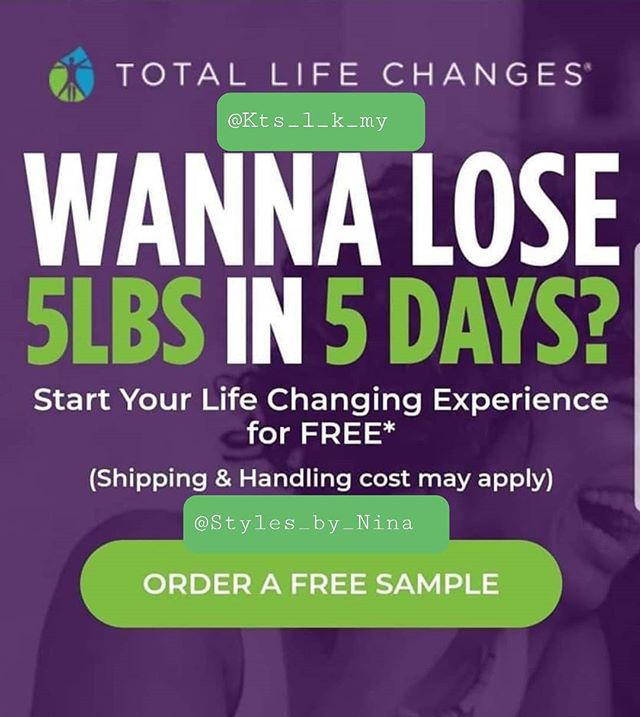 TOTAL LIFE CHANGES®
@Kts_l_k_my
WANNA LOSE
5LBS IN 5 DAYS?
Start Your Life Changing Experience
for FREE*
(Shipping & Handling cost may apply)
@Styles_by_Nina
ORDER A FREE SAMPLE